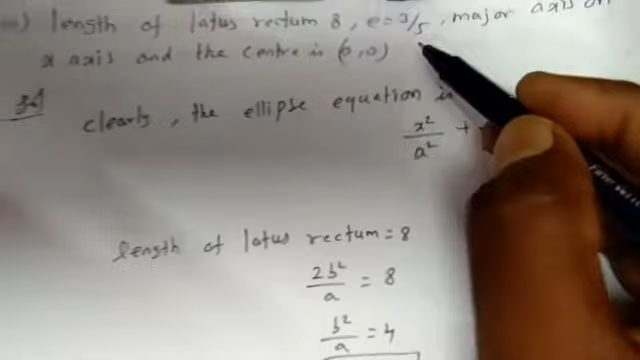 length of latus rectum 8, e = 3/5, major axis on
x axis and the centre is (0,0)
clearly, the ellipse equation is
x²/a² +
length of latus rectum = 8
2b²/a = 8
b²/a = 4